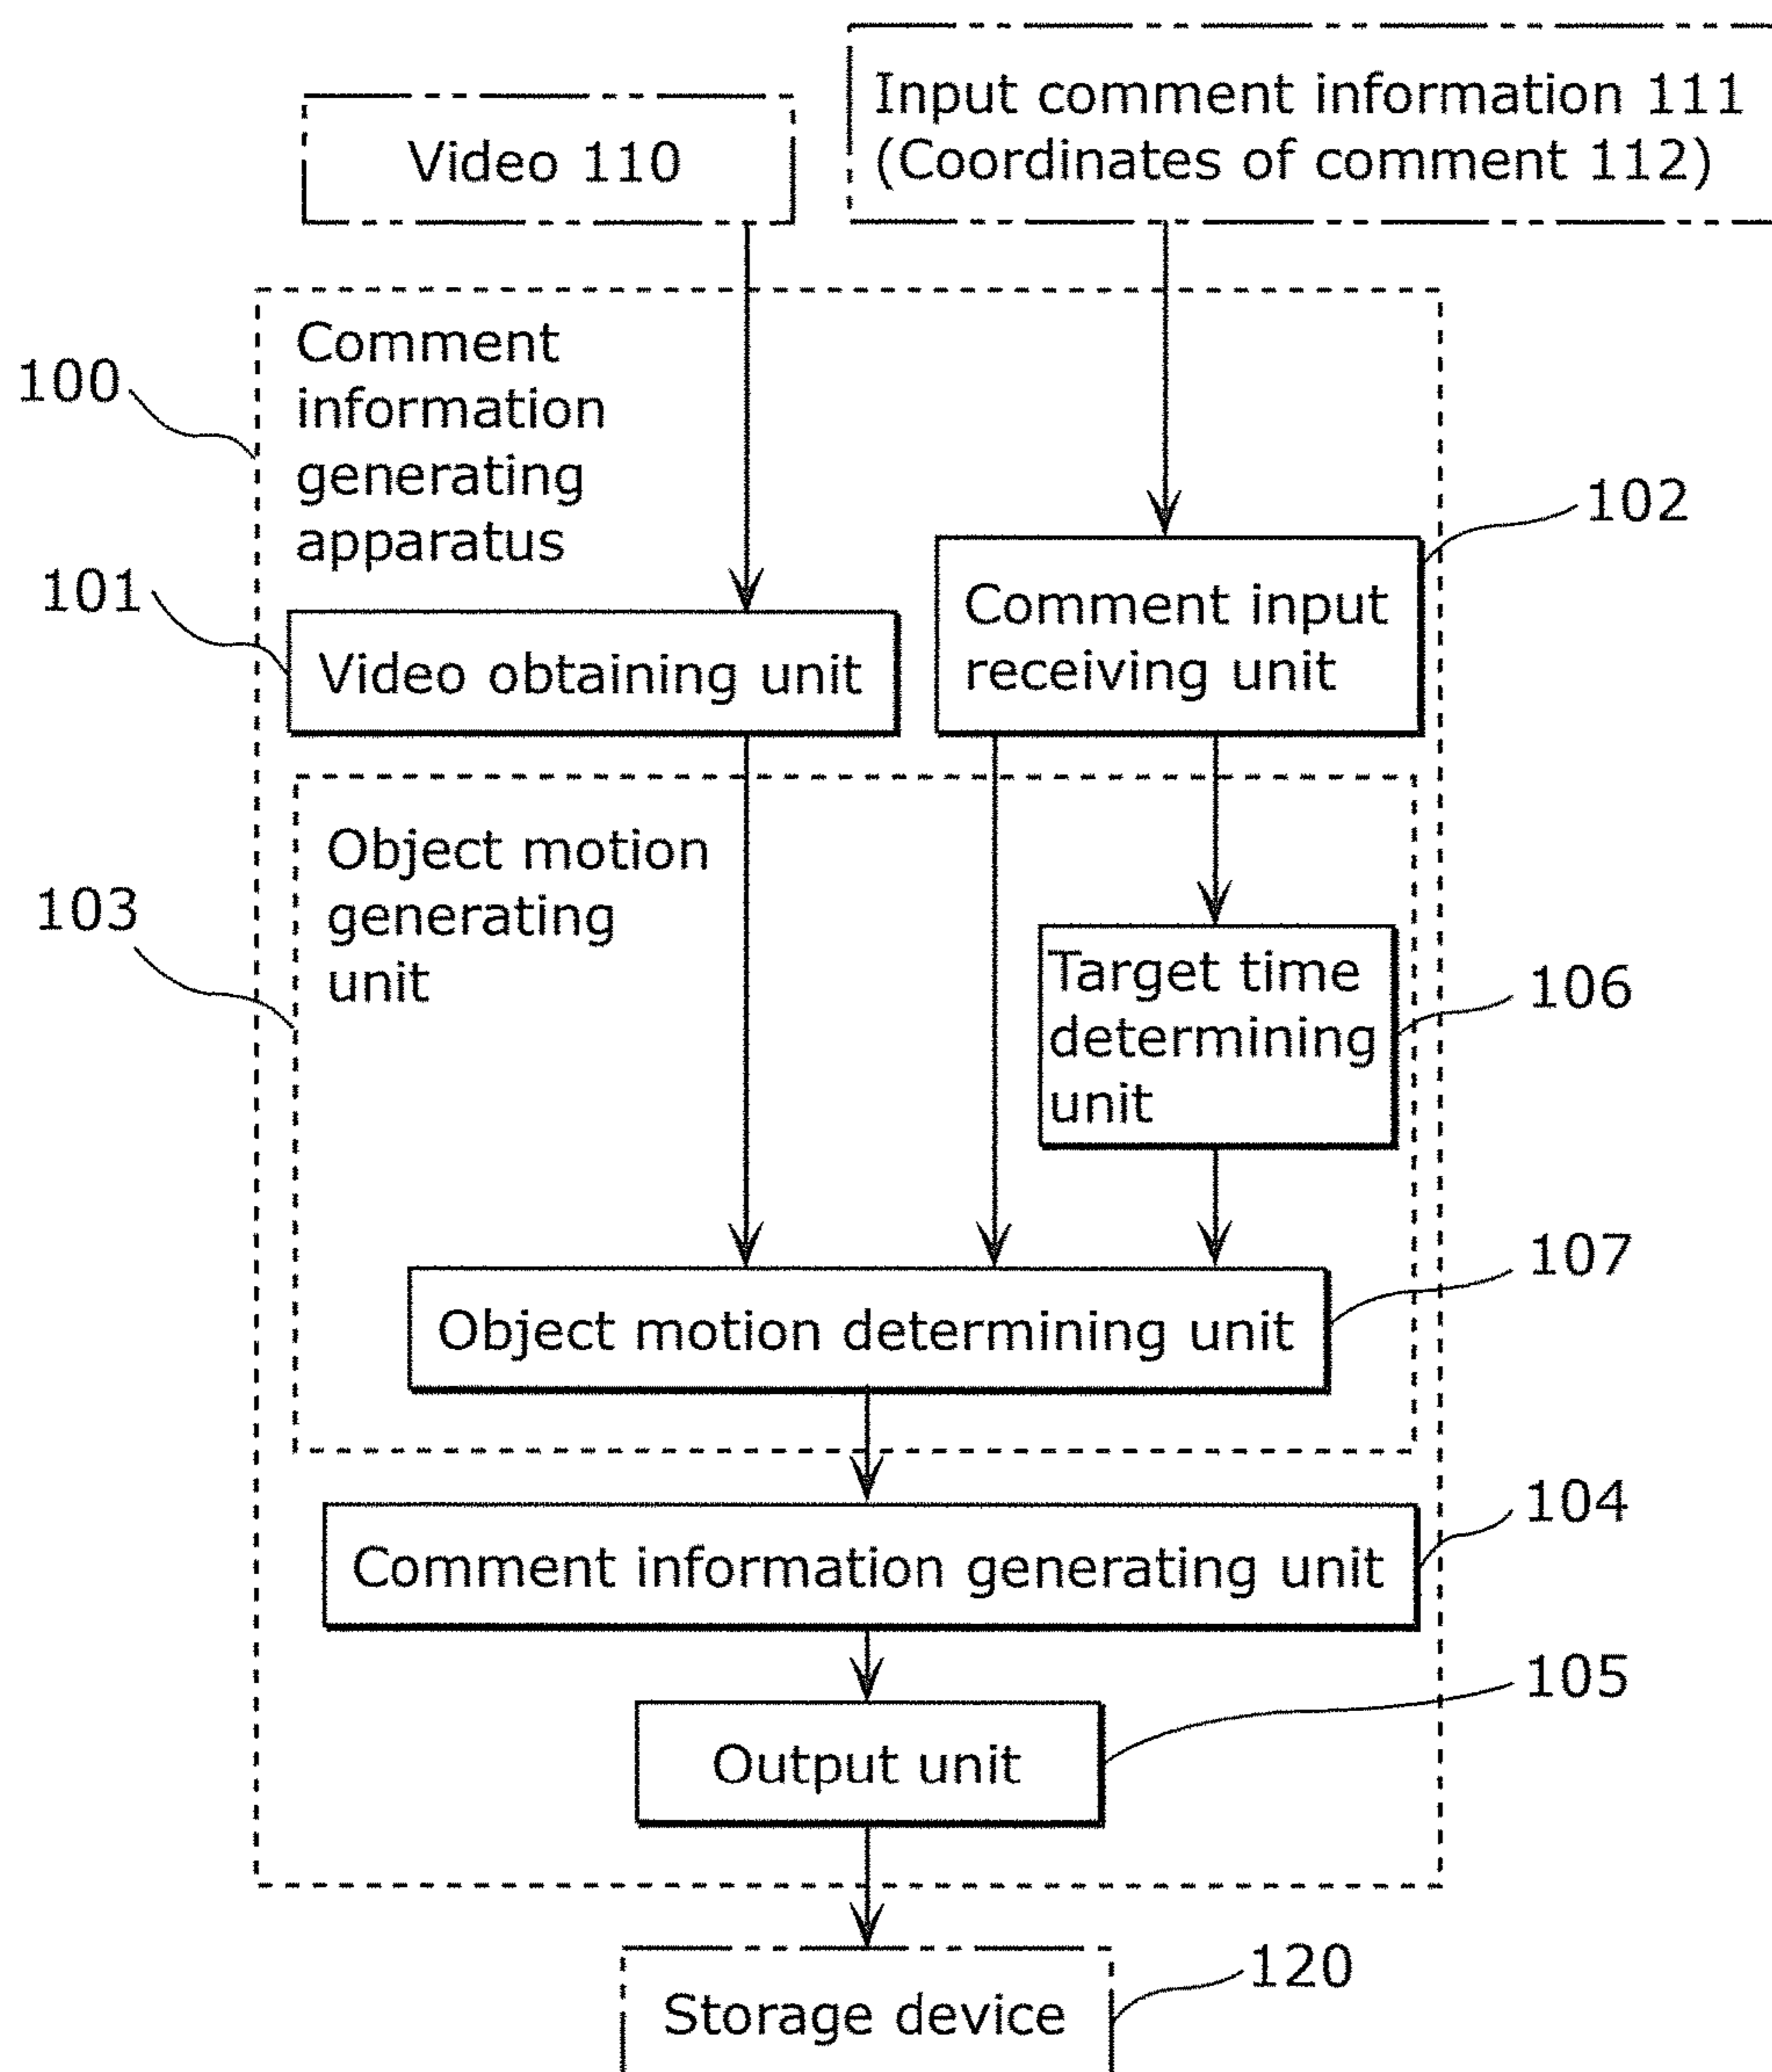 Input comment information 111
(Coordinates of comment 112)
Video 110
100
Comment
information
generating
apparatus
102
101
Comment input
receiving unit
Video obtaining unit
103
Object motion
generating
unit
106
Target time
determining
unit
107
Object motion determining unit
104
Comment information generating unit
105
Output unit
120
Storage device